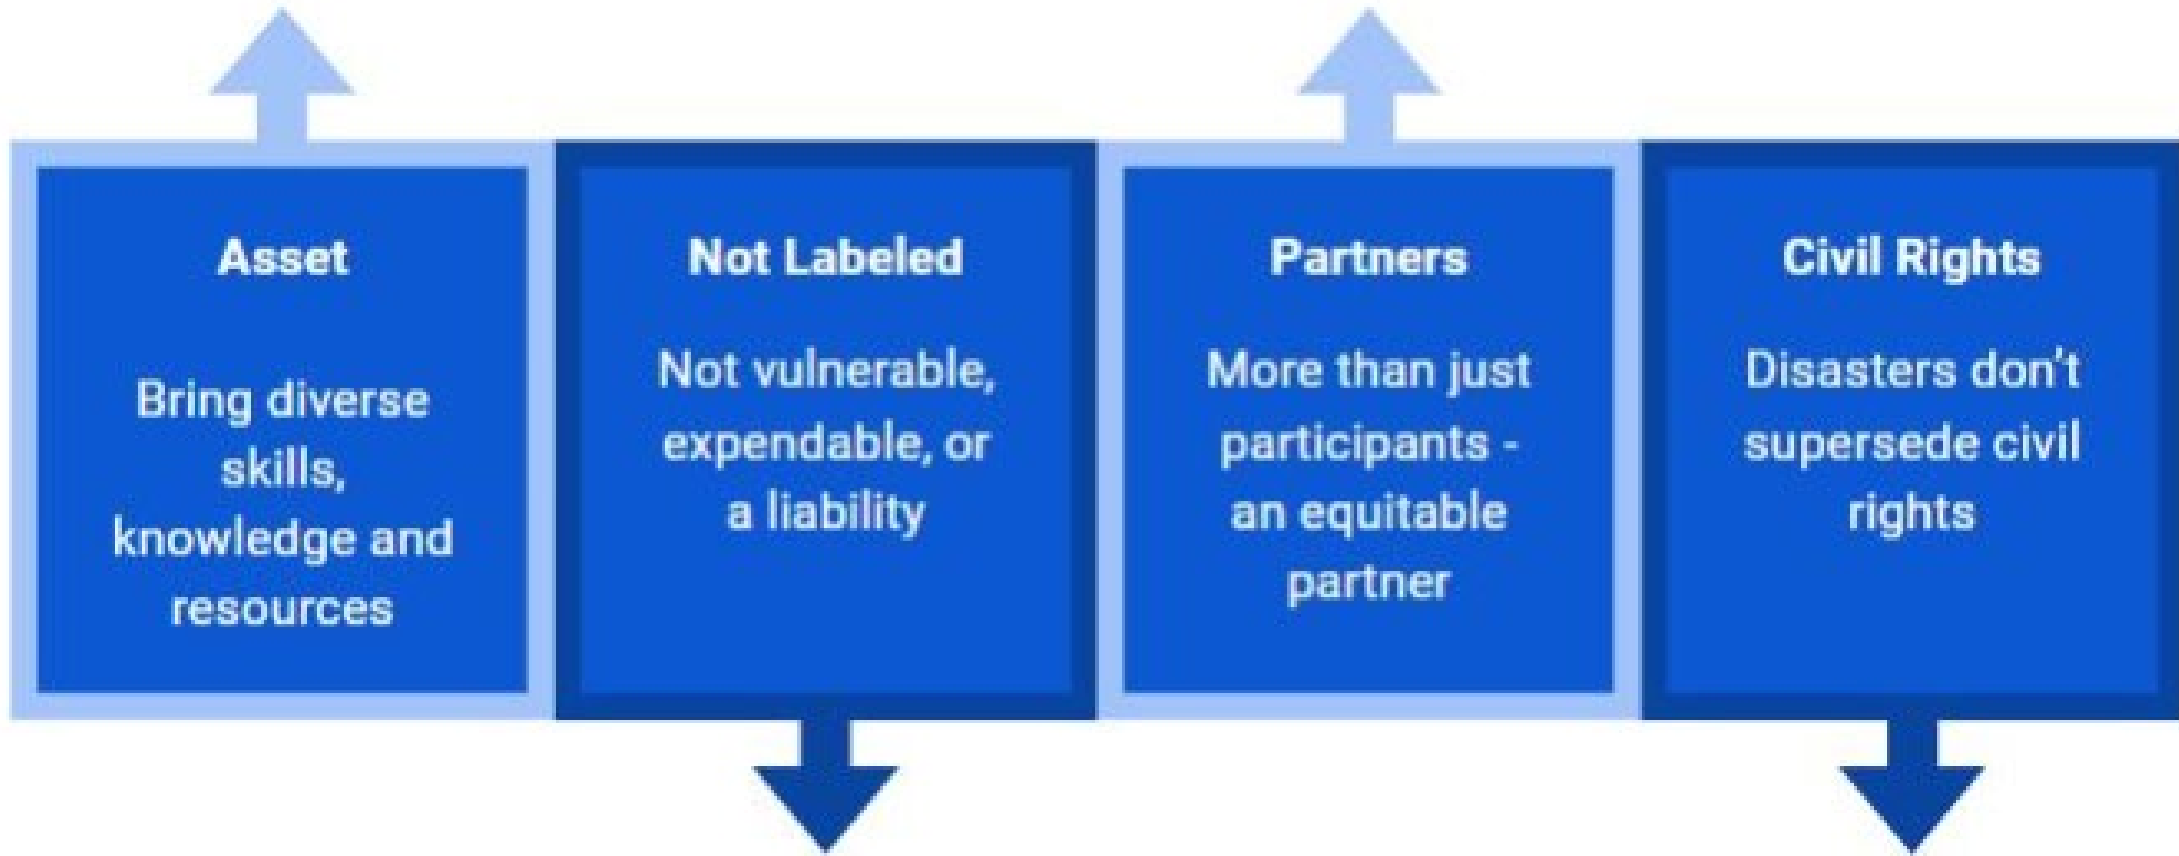 Asset
Bring diverse
skills,
knowledge and
resources
Not Labeled
Not vulnerable,
expendable, or
a liability
Partners
More than just
participants -
an equitable
partner
Civil Rights
Disasters don’t
supersede civil
rights